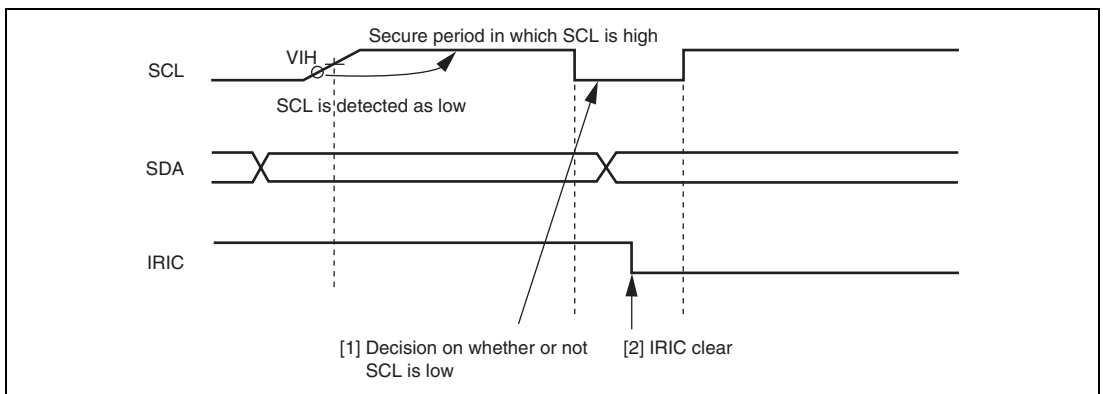 Secure period in which SCL is high
VIH
SCL
SCL is detected as low
SDA
IRIC
[1] Decision on whether or not
SCL is low
[2] IRIC clear